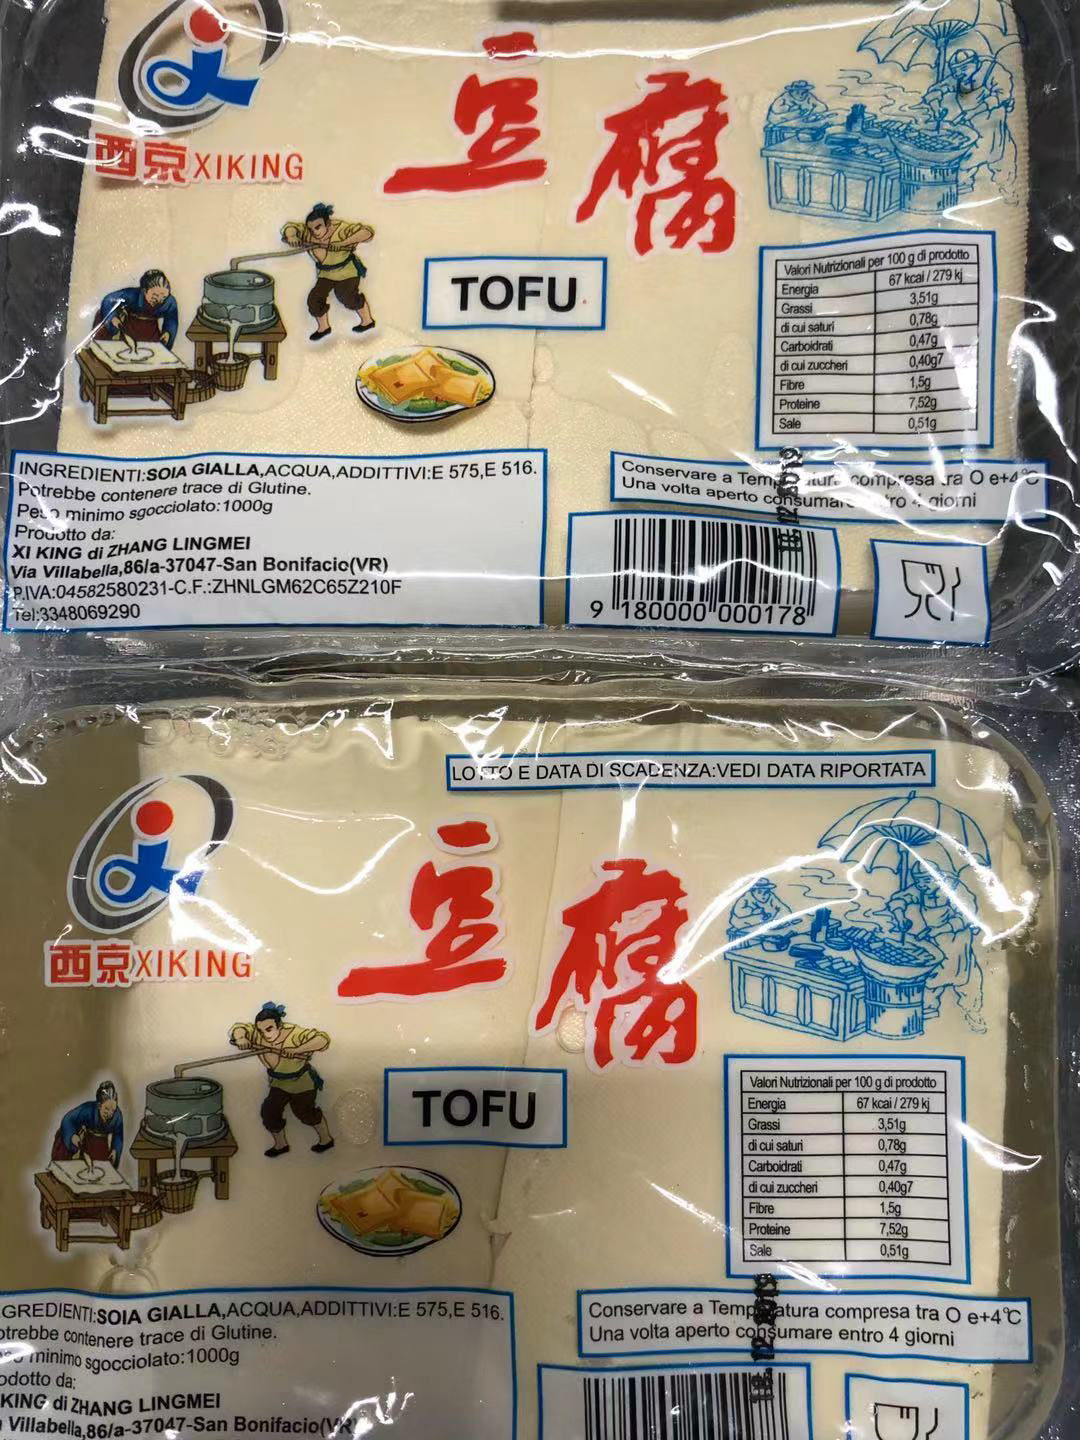 豆腐
西京XIKING
TOFU
Valori Nutrizionali per 100 g di prodotto
Energia 67 kcai / 279 kj
Grassi 3,51g
di cui saturi 0,78g
Carboidrati 0,47g
di cui zuccheri 0,40g7
Fibre 1,5g
Proteine 7,52g
Sale 0,51g
INGREDIENTI:SOIA GIALLA,ACQUA,ADDITTIVI:E 575,E 516.
Potrebbe contenere trace di Glutine.
Peso minimo sgocciolato:1000g
Prodotto da:
XI KING di ZHANG LINGMEI
Via Villabella,86/a-37047-San Bonifacio(VR)
P.IVA:04582580231-C.F.:ZHNLGM62C65Z210F
Tel:3348069290
Conservare a Temperatura compresa tra O e+4°C
Una volta aperto consumare entro 4 giorni
9 180000 000178
LOTTO E DATA DI SCADENZA:VEDI DATA RIPORTATA
豆腐
西京XIKING
TOFU
Valori Nutrizionali per 100 g di prodotto
Energia 67 kcai / 279 kj
Grassi 3,51g
di cui saturi 0,78g
Carboidrati 0,47g
di cui zuccheri 0,40g7
Fibre 1,5g
Proteine 7,52g
Sale 0,51g
GREDIENTI:SOIA GIALLA,ACQUA,ADDITTIVI:E 575,E 516.
otrebbe contenere trace di Glutine.
minimo sgocciolato:1000g
odotto da:
KING di ZHANG LINGMEI
Villabella,86/a-37047-San Bonifacio(VR)
Conservare a Temperatura compresa tra O e+4°C
Una volta aperto consumare entro 4 giorni